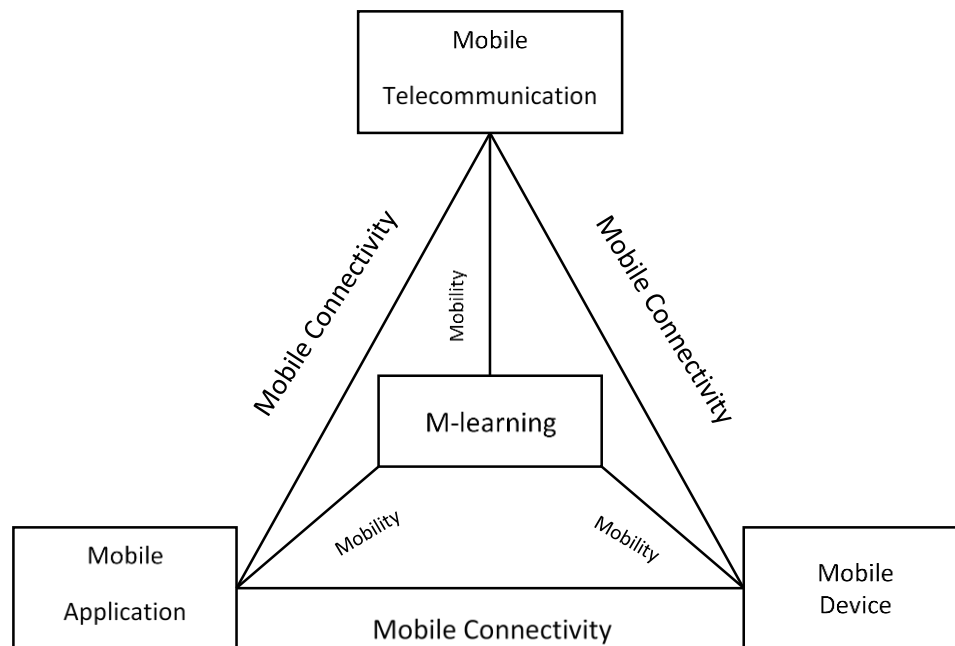 Mobile
Telecommunication
Mobile Connectivity
Mobile Connectivity
Mobility
M-learning
Mobility
Mobility
Mobile
Application
Mobile
Device
Mobile Connectivity